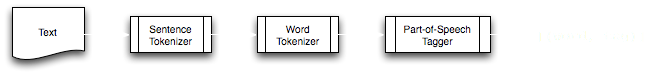 Text
Sentence
Tokenizer
Word
Tokenizer
Part-of-Speech
Tagger